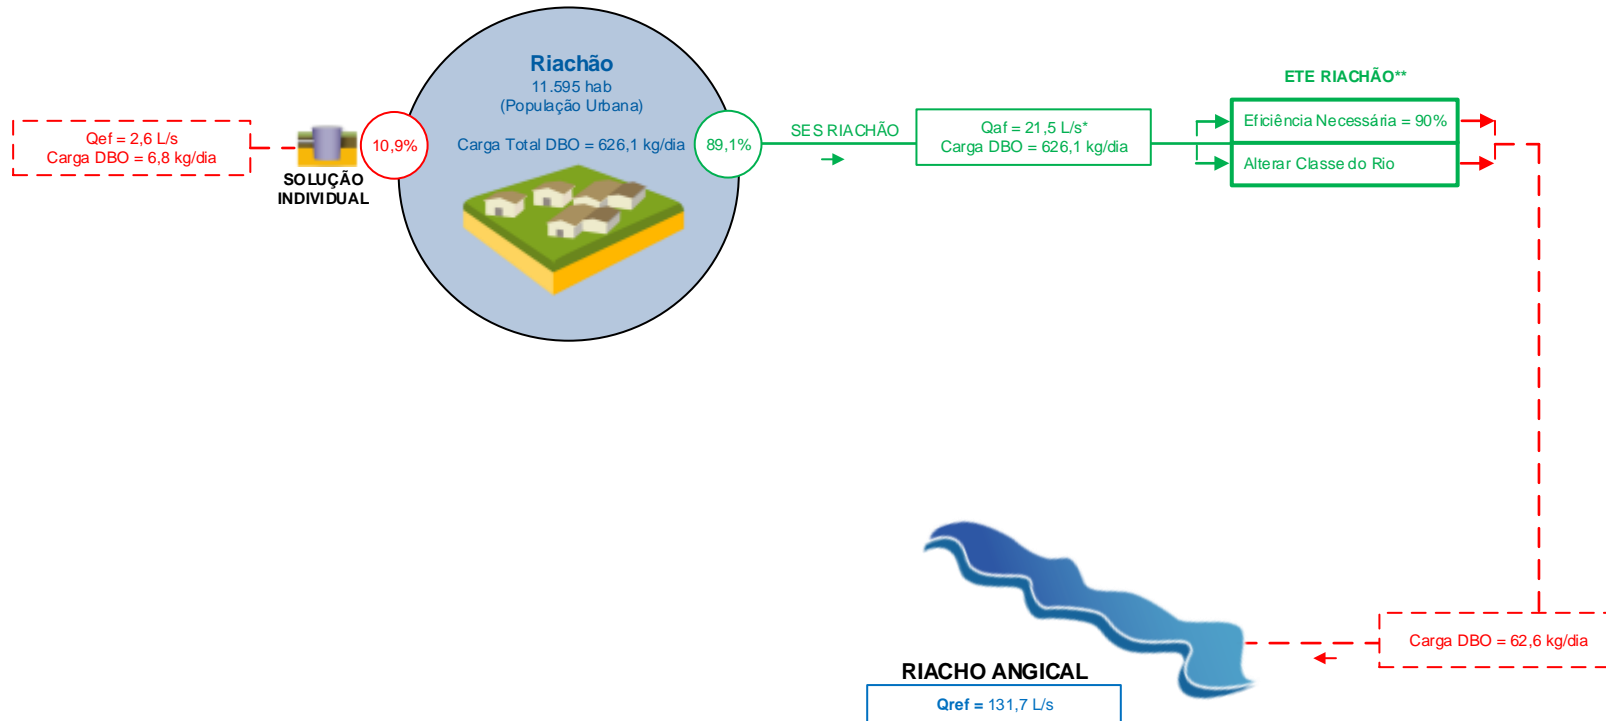 Riachão
11.595 hab
(População Urbana)
Carga Total DBO = 626,1 kg/dia
Qef = 2,6 L/s
Carga DBO = 6,8 kg/dia
SOLUÇÃO
INDIVIDUAL
10,9%
89,1%
SES RIACHÃO
Qaf = 21,5 L/s*
Carga DBO = 626,1 kg/dia
ETE RIACHÃO**
Eficiência Necessária = 90%
Alterar Classe do Rio
Carga DBO = 62,6 kg/dia
RIACHO ANGICAL
Qref = 131,7 L/s